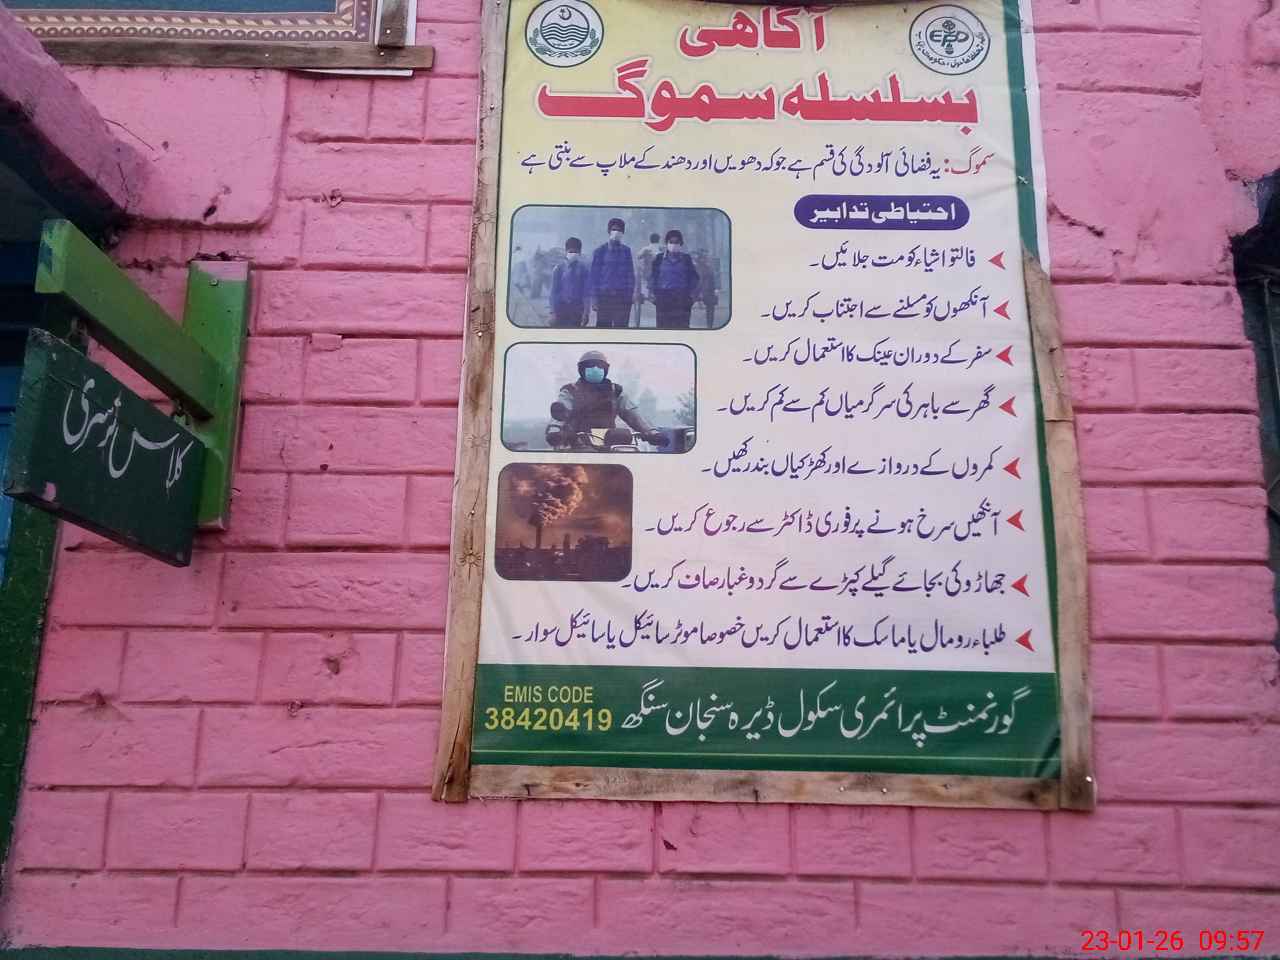 آگاھی
بسلسلہ سموگ
سموگ: یہ فضائی آلودگی کی قسم ہے جو کہ دھویں اور دھند کے ملاپ سے بنتی ہے
احتیاطی تدابیر
فالتو اشیاء کو مت جلائیں۔
آنکھوں کو مسلنے سے اجتناب کریں۔
سفر کے دوران عینک کا استعمال کریں۔
گھر سے باہر کی سرگرمیاں کم سے کم کریں۔
کمروں کے دروازے اور کھڑکیاں بند رکھیں۔
آنکھیں سرخ ہونے پر فوری ڈاکٹر سے رجوع کریں۔
جھاڑو کی بجائے گیلے کپڑے سے گرد و غبار صاف کریں۔
طلباء رومال یا ماسک کا استعمال کریں خصوصا موٹر سائیکل یا سائیکل سوار۔
گورنمنٹ پرائمری سکول ڈیرہ سنجان سنگھ
EMIS CODE
38420419
کلاس نرسری
23-01-26 09:57